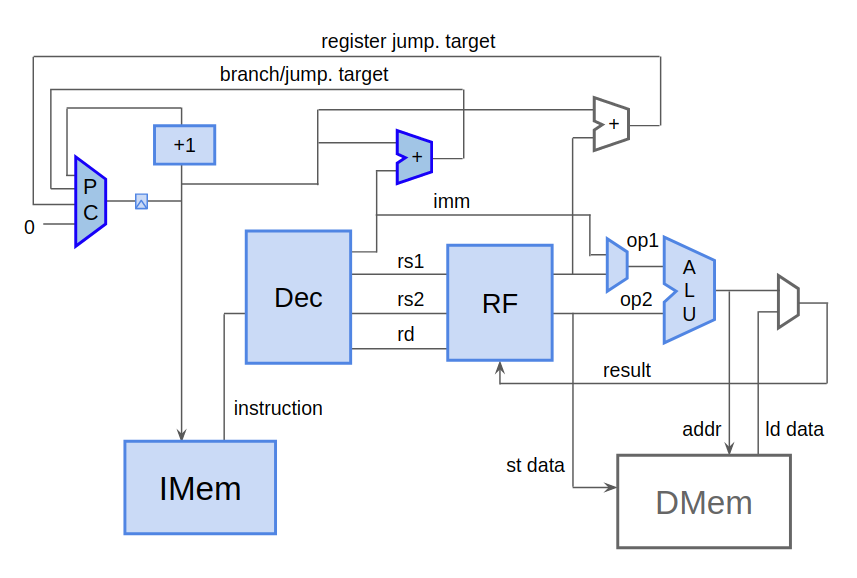 register jump. target
branch/jump. target
+1
+
+
P
C
0
imm
Dec
rs1
rs2
rd
RF
op1
op2
A
L
U
result
instruction
addr
ld data
st data
IMem
DMem